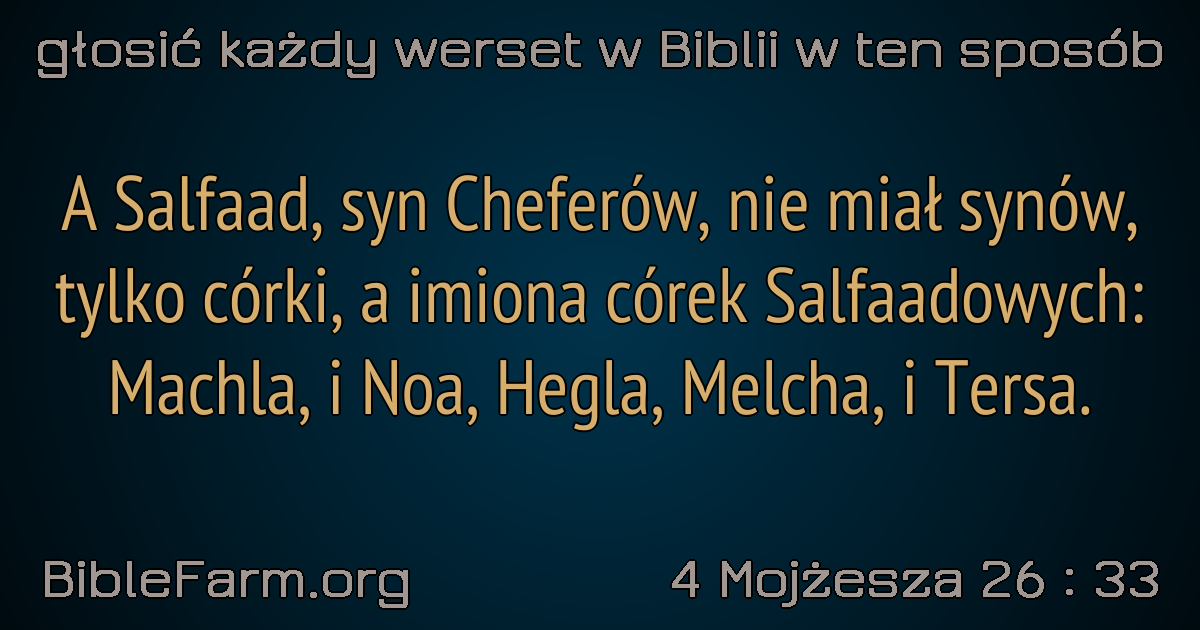 głosić każdy werset w Biblii w ten sposób
A Salfaad, syn Cheferów, nie miał synów,
tylko córki, a imiona córek Salfaadowych:
Machla, i Noa, Hegla, Melcha, i Tersa.
BibleFarm.org
4 Mojżesza 26 : 33